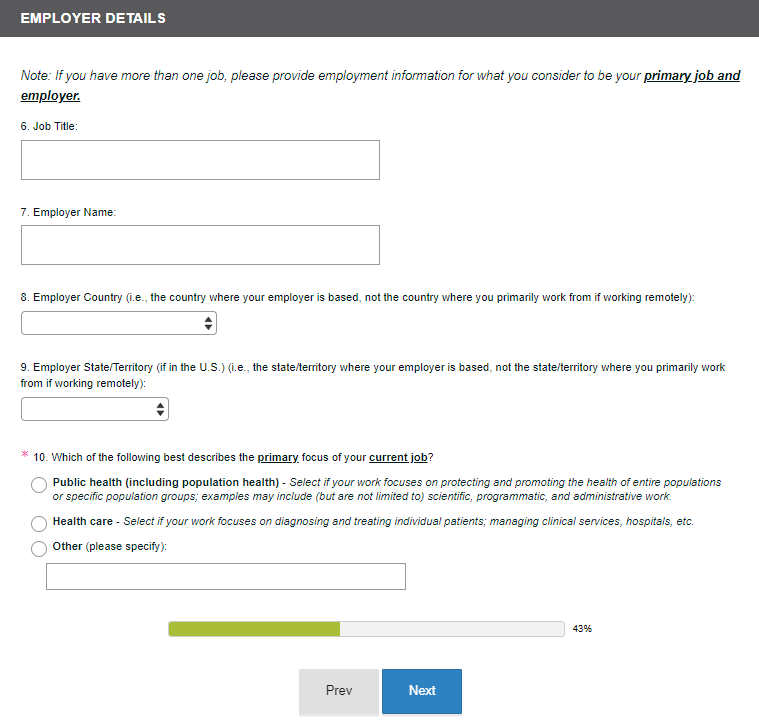 EMPLOYER DETAILS
Note: If you have more than one job, please provide employment information for what you consider to be your primary job and
employer.
6. Job Title:
7. Employer Name:
8. Employer Country (i.e., the country where your employer is based, not the country where you primarily work from if working remotely):
9. Employer State/Territory (if in the U.S.) (i.e., the state/territory where your employer is based, not the state/territory where you primarily work
from if working remotely):
* 10. Which of the following best describes the primary focus of your current job?
Public health (including population health) - Select if your work focuses on protecting and promoting the health of entire populations
or specific population groups; examples may include (but are not limited to) scientific, programmatic, and administrative work.
Health care - Select if your work focuses on diagnosing and treating individual patients; managing clinical services, hospitals, etc.
Other (please specify):
43%
Prev Next